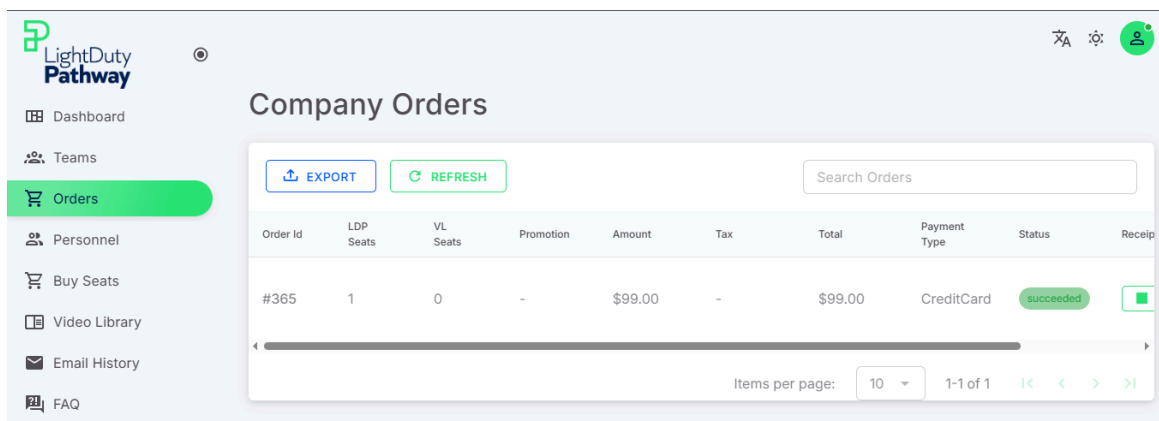 LightDuty
Pathway
Dashboard
Teams
Orders
Personnel
Buy Seats
Video Library
Email History
FAQ
Company Orders
EXPORT REFRESH Search Orders
Order Id LDP Seats VL Seats Promotion Amount Tax Total Payment Type Status Receip
#365 1 0 - $99.00 - $99.00 CreditCard succeeded
Items per page: 10 1-1 of 1